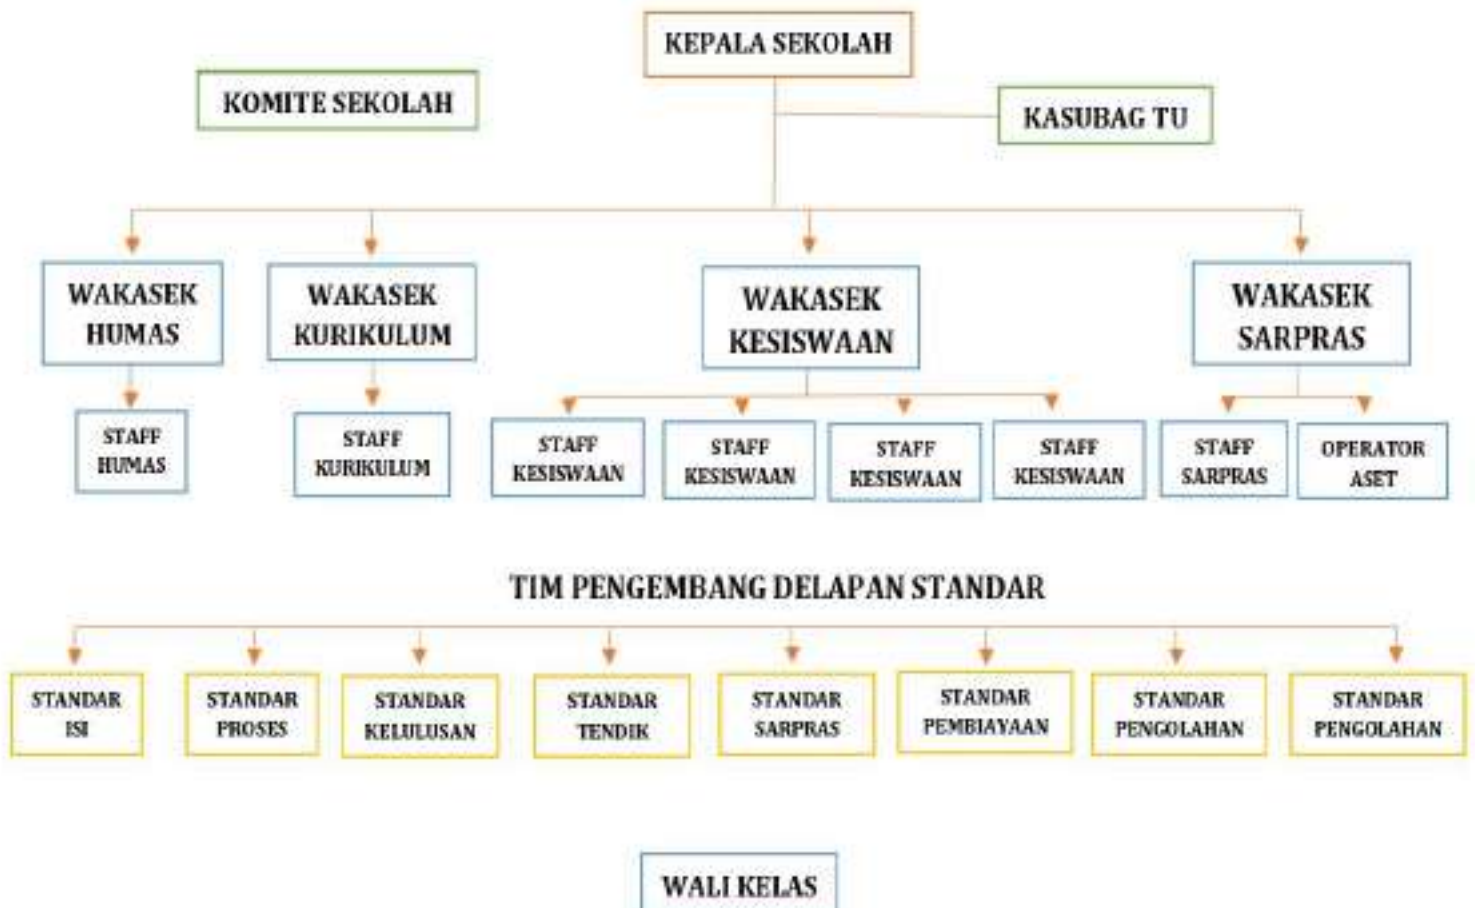 KEPALA SEKOLAH
KOMITE SEKOLAH
KASUBAG TU
WAKASEK
HUMAS
WAKASEK
KURIKULUM
WAKASEK
KESISWAAN
WAKASEK
SARPRAS
STAFF
HUMAS
STAFF
KURIKULUM
STAFF
KESISWAAN
STAFF
KESISWAAN
STAFF
KESISWAAN
STAFF
KESISWAAN
STAFF
SARPRAS
OPERATOR
ASET
TIM PENGEMBANG DELAPAN STANDAR
STANDAR
ISI
STANDAR
PROSES
STANDAR
KELULUSAN
STANDAR
TENDIK
STANDAR
SARPRAS
STANDAR
PEMBIAYAAN
STANDAR
PENGOLAHAN
STANDAR
PENGOLAHAN
WALI KELAS